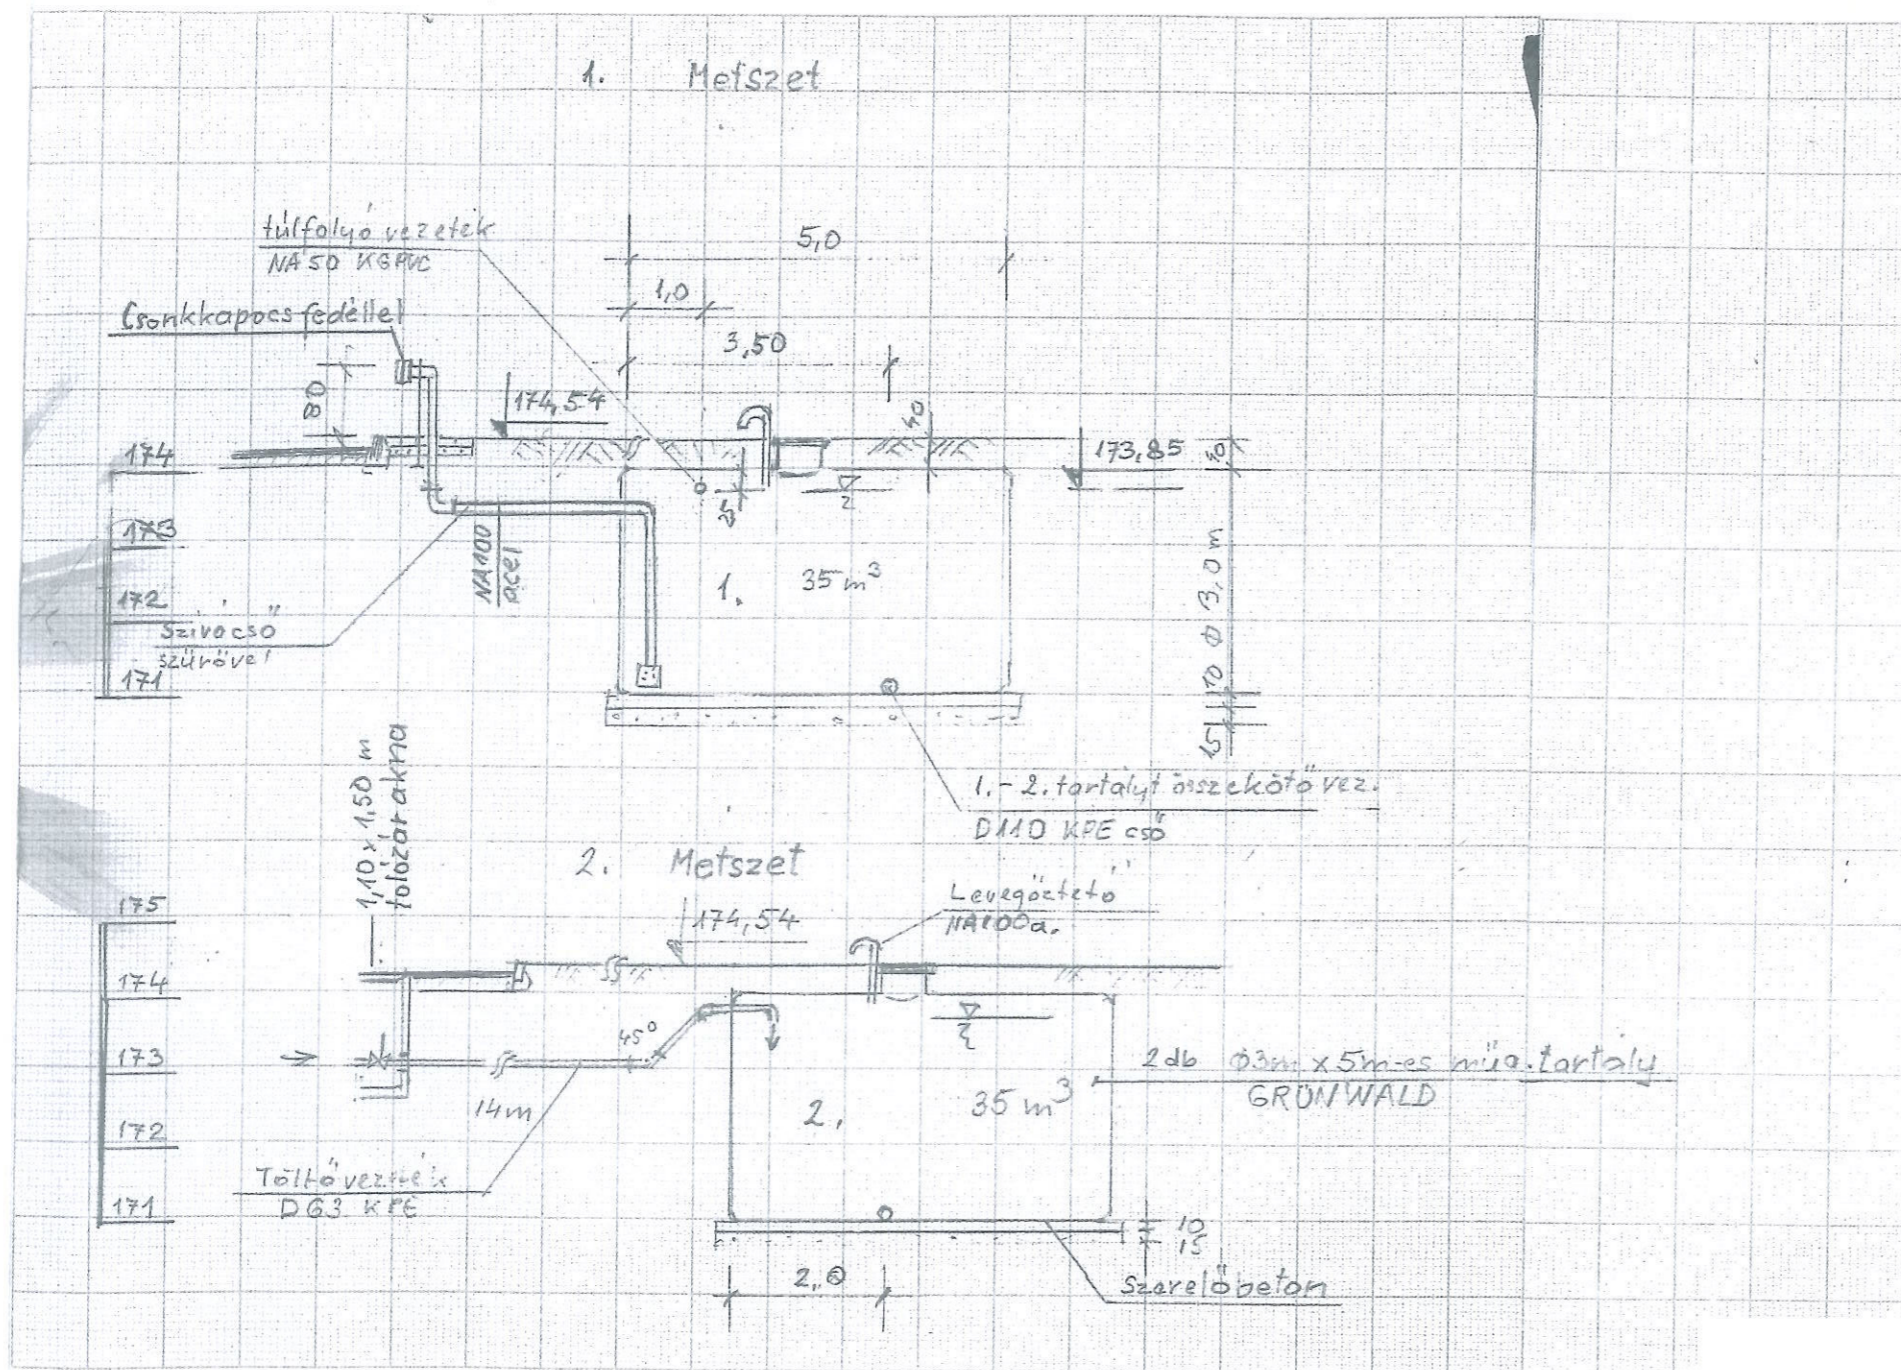 1. Metszet
túlfolyó vezeték
NA 50 KGPVC
Csonkkapocs fedéllel
5,0
1,0
3,50
80
174,54
40
173,85
40
174
173
172
171
25
NA100
acél
1. 35 m³
Ø 3,0 m
10
15
Szívócső
szűrővel
1,10 x 1,50 m
tolózár akna
1.-2. tartályt összekötő vez.
D110 KPE cső
2. Metszet
Levegőztető
NA100a.
174,54
175
174
173
172
171
45°
14m
2. 35 m³
2db Ø3m x 5m-es műa. tartály
GRÜNWALD
Töltővezeték
D63 KPE
10
15
2,0
Szerelőbeton